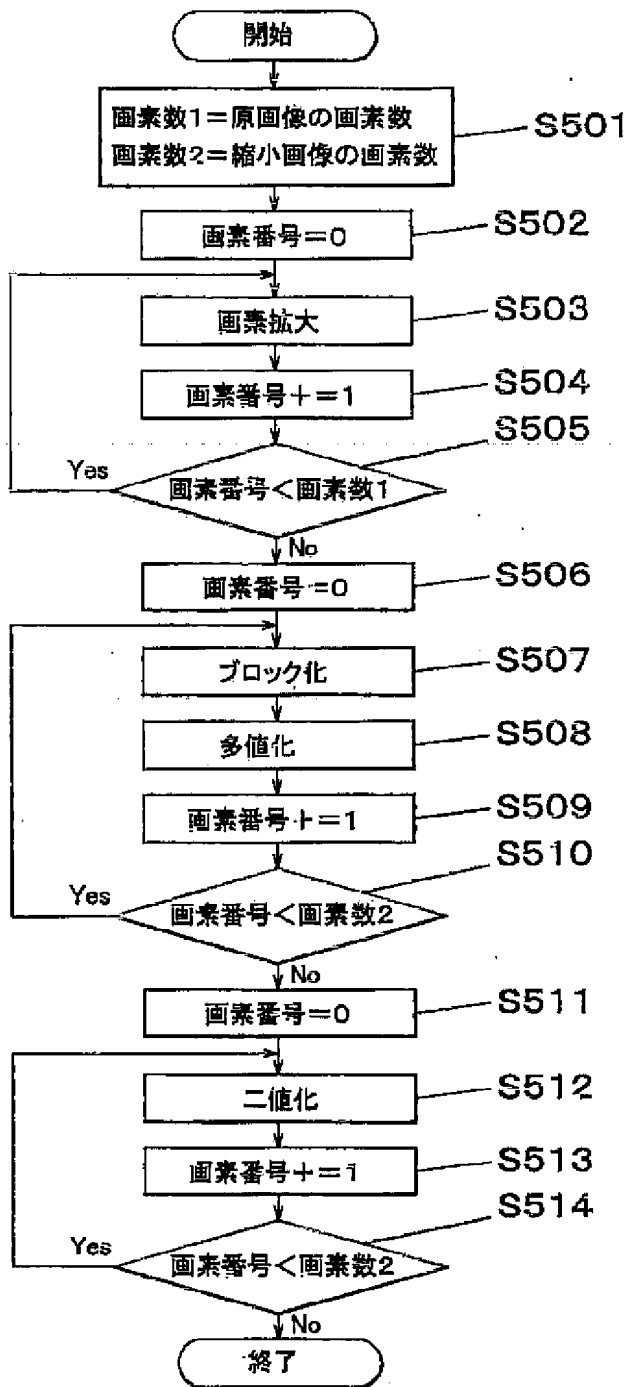 開始
画素数1=原画像の画素数
画素数2=縮小画像の画素数
S501
画素番号=0
S502
画素拡大
S503
画素番号+=1
S504
S505
Yes
画素番号<画素数1
No
画素番号=0
S506
ブロック化
S507
多値化
S508
画素番号+=1
S509
S510
Yes
画素番号<画素数2
No
画素番号=0
S511
二値化
S512
画素番号+=1
S513
S514
Yes
画素番号<画素数2
No
終了